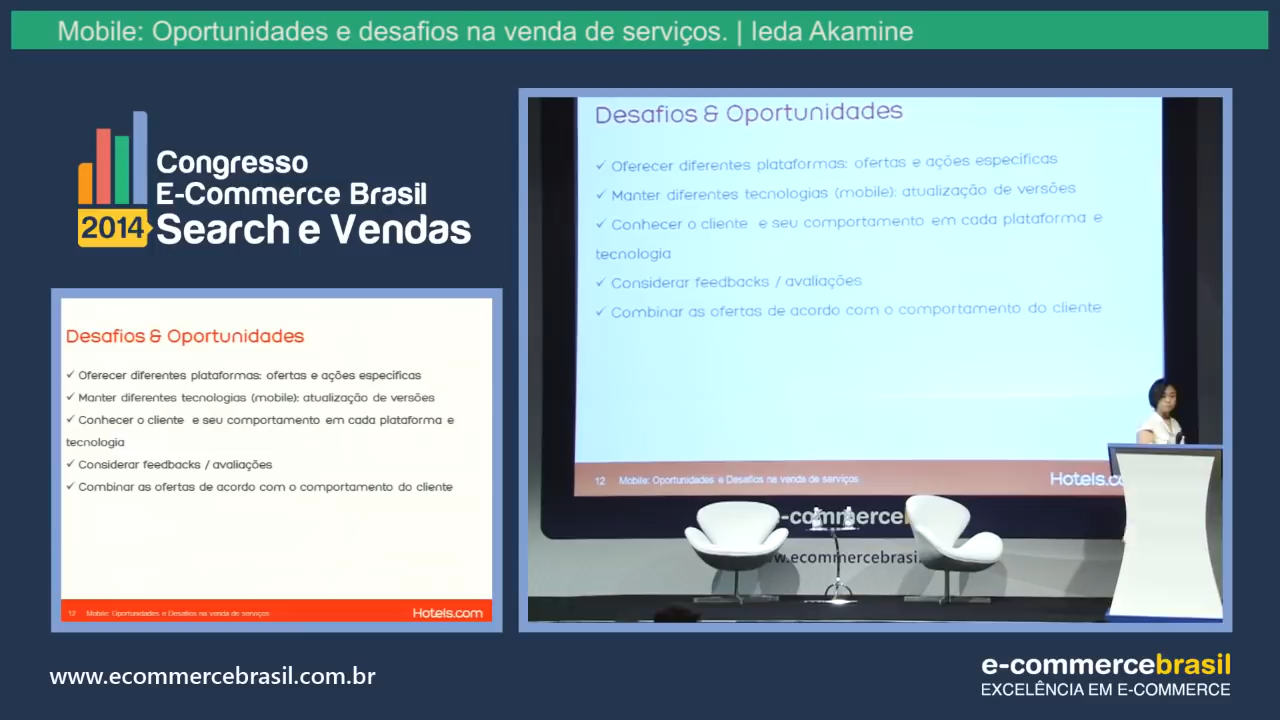 Mobile: Oportunidades e desafios na venda de serviços. | Ieda Akamine
Congresso
E-Commerce Brasil
2014 Search e Vendas
Desafios & Oportunidades
✓ Oferecer diferentes plataformas: ofertas e ações específicas
✓ Manter diferentes tecnologias (mobile): atualização de versões
✓ Conhecer o cliente e seu comportamento em cada plataforma e
tecnologia
✓ Considerar feedbacks / avaliações
✓ Combinar as ofertas de acordo com o comportamento do cliente
12 Mobile: Oportunidades e Desafios na venda de serviços Hotels.com
Desafios & Oportunidades
✓ Oferecer diferentes plataformas: ofertas e ações específicas
✓ Manter diferentes tecnologias (mobile): atualização de versões
✓ Conhecer o cliente e seu comportamento em cada plataforma e
tecnologia
✓ Considerar feedbacks / avaliações
✓ Combinar as ofertas de acordo com o comportamento do cliente
12 Mobile: Oportunidades e Desafios na venda de serviços Hotels.c
e-commerce
w.ecommercebrasi.
www.ecommercebrasil.com.br
e-commercebrasil
EXCELÊNCIA EM E-COMMERCE